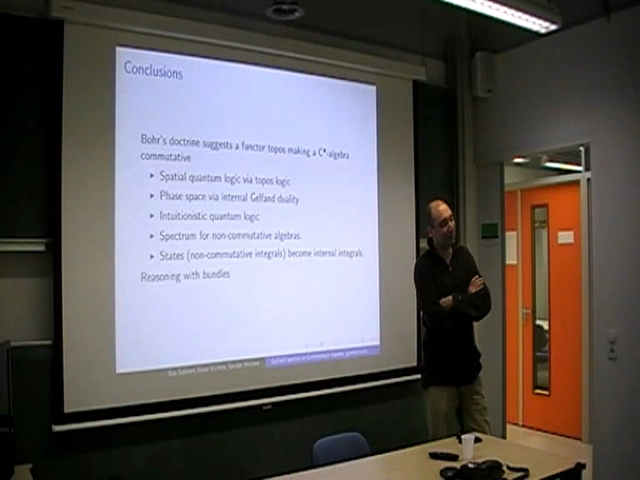 Conclusions
Bohr's doctrine suggests a functor topos making a C*-algebra
commutative
Spatial quantum logic via topos logic
Phase space via internal Gelfand duality
Intuitionistic quantum logic
Spectrum for non-commutative algebras.
States (non-commutative integrals) become internal integrals.
Reasoning with bundles